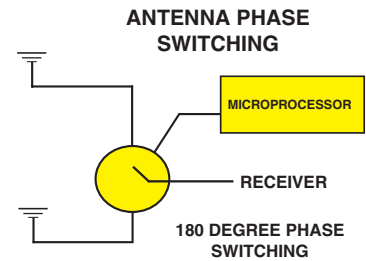 ANTENNA PHASE
SWITCHING
MICROPROCESSOR
RECEIVER
180 DEGREE PHASE
SWITCHING